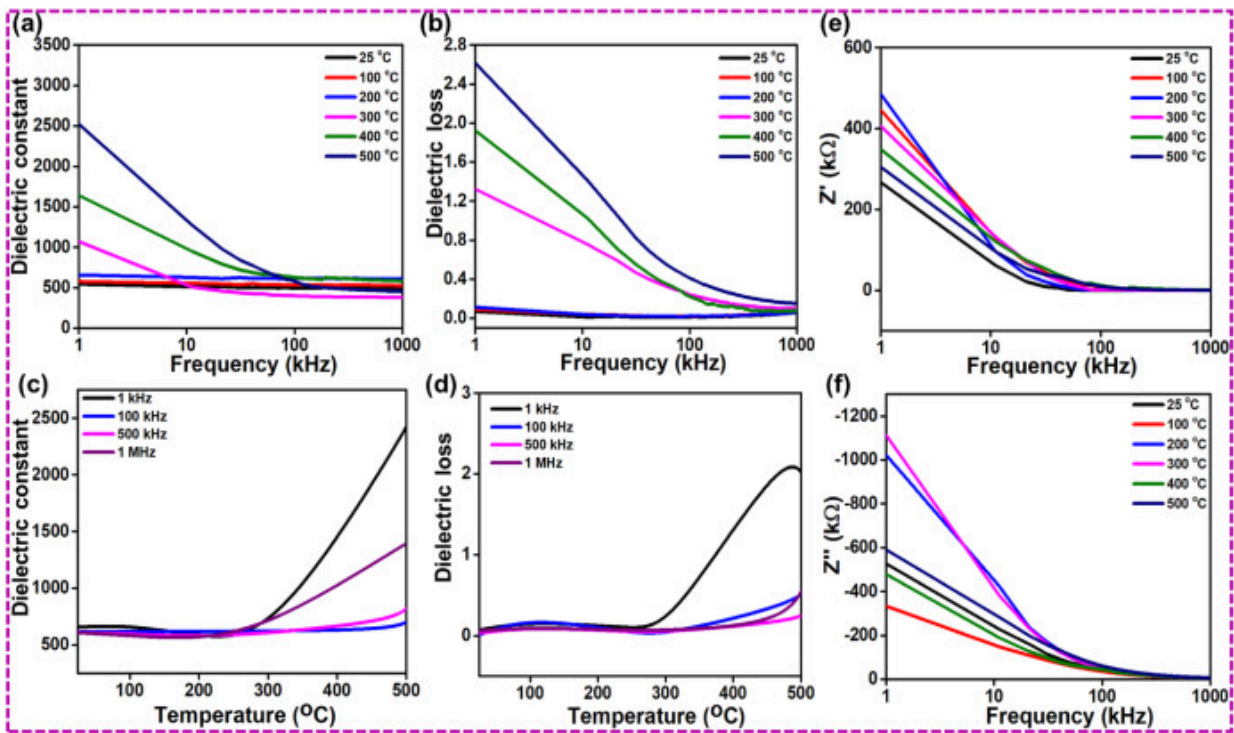 (a)
3500
3000
2500
2000
1500
1000
500
0
Dielectric constant
25 °C
100 °C
200 °C
300 °C
400 °C
500 °C
1 10 100 1000
Frequency (kHz)
(b)
2.8
2.4
2.0
1.6
1.2
0.8
0.4
0.0
Dielectric loss
25 °C
100 °C
200 °C
300 °C
400 °C
500 °C
1 10 100 1000
Frequency (kHz)
(e)
600
400
200
0
Z' (kΩ)
25 °C
100 °C
200 °C
300 °C
400 °C
500 °C
1 10 100 1000
Frequency (kHz)
(c)
2500
2000
1500
1000
500
Dielectric constant
1 kHz
100 kHz
500 kHz
1 MHz
100 200 300 400 500
Temperature (OC)
(d)
3
2
1
0
Dielectric loss
1 kHz
100 kHz
500 kHz
1 MHz
100 200 300 400 500
Temperature (OC)
(f)
-1200
-1000
-800
-600
-400
-200
0
Z'' (kΩ)
25 °C
100 °C
200 °C
300 °C
400 °C
500 °C
1 10 100 1000
Frequency (kHz)